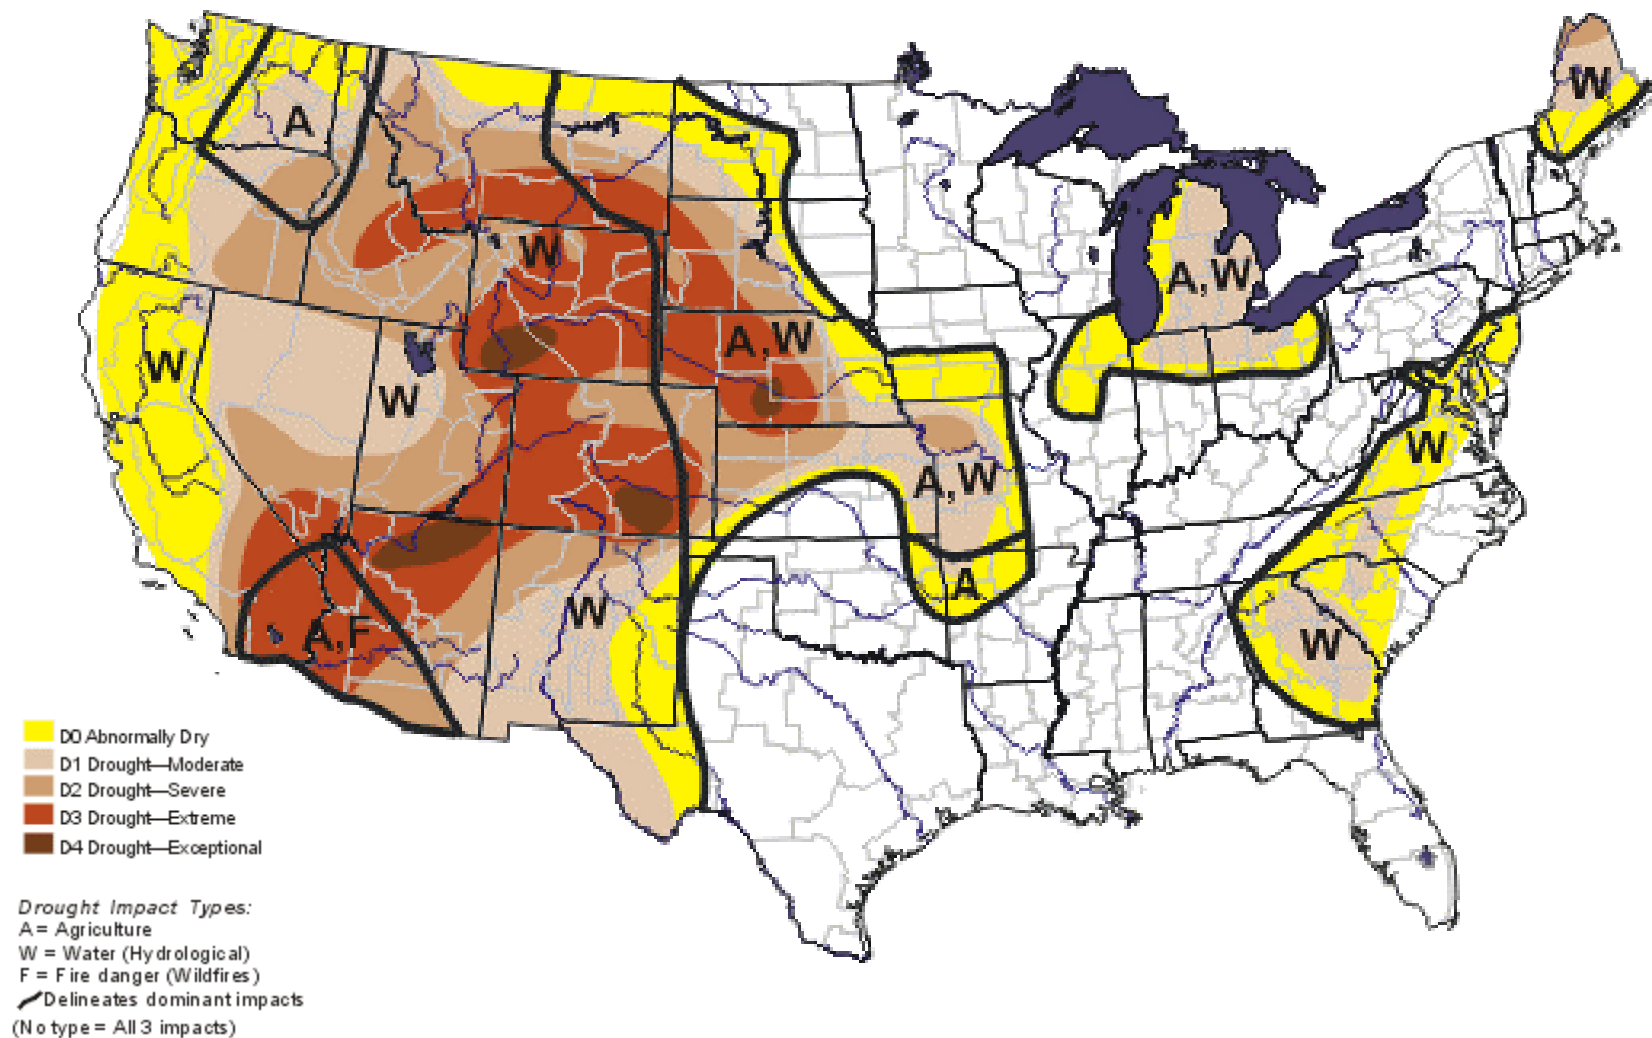 W
A
W
A,W
W
A,W
W
W
W
A,W
A
W
W
A,F
D0 Abnormally Dry
D1 Drought—Moderate
D2 Drought—Severe
D3 Drought—Extreme
D4 Drought—Exceptional
Drought Impact Types:
A = Agriculture
W = Water (Hydrological)
F = Fire danger (Wildfires)
Delineates dominant impacts
(No type = All 3 impacts)